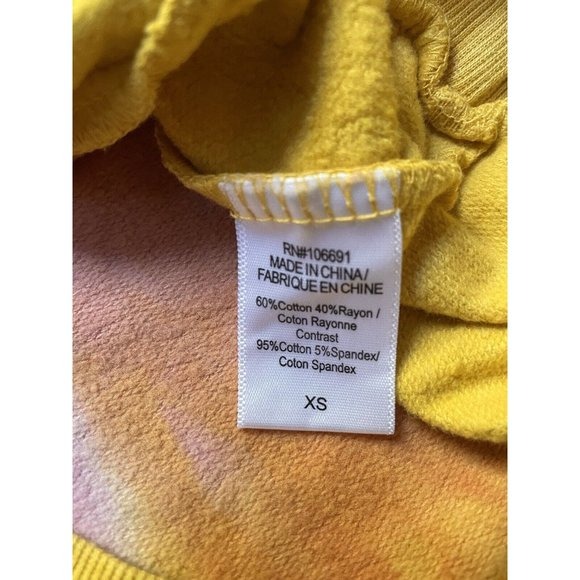 RN#106691
MADE IN CHINA/
FABRIQUE EN CHINE
60%Cotton 40%Rayon /
Coton Rayonne
Contrast
95%Cotton 5%Spandex/
Coton Spandex
XS